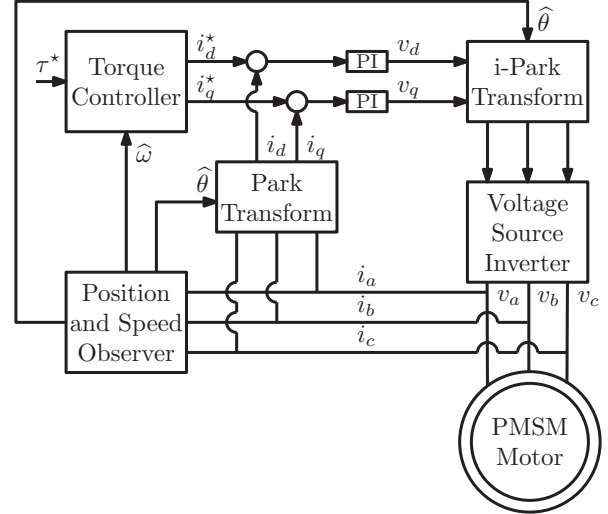 θ̂
τ⋆
Torque
Controller
i_d⋆
i_q⋆
PI
v_d
PI
v_q
i-Park
Transform
ω̂
i_d
i_q
θ̂
Park
Transform
Voltage
Source
Inverter
Position
and Speed
Observer
i_a
i_b
i_c
v_a
v_b
v_c
PMSM
Motor